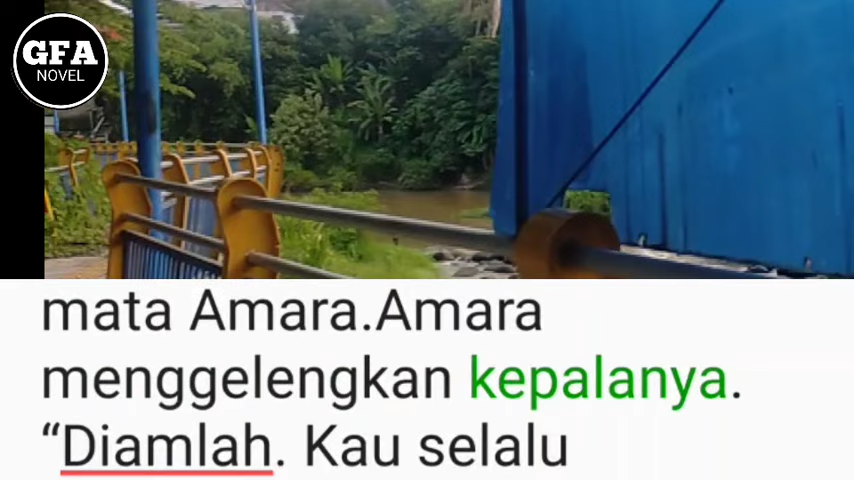 GFA
NOVEL
mata Amara.Amara
menggelengkan kepalanya.
“Diamlah. Kau selalu